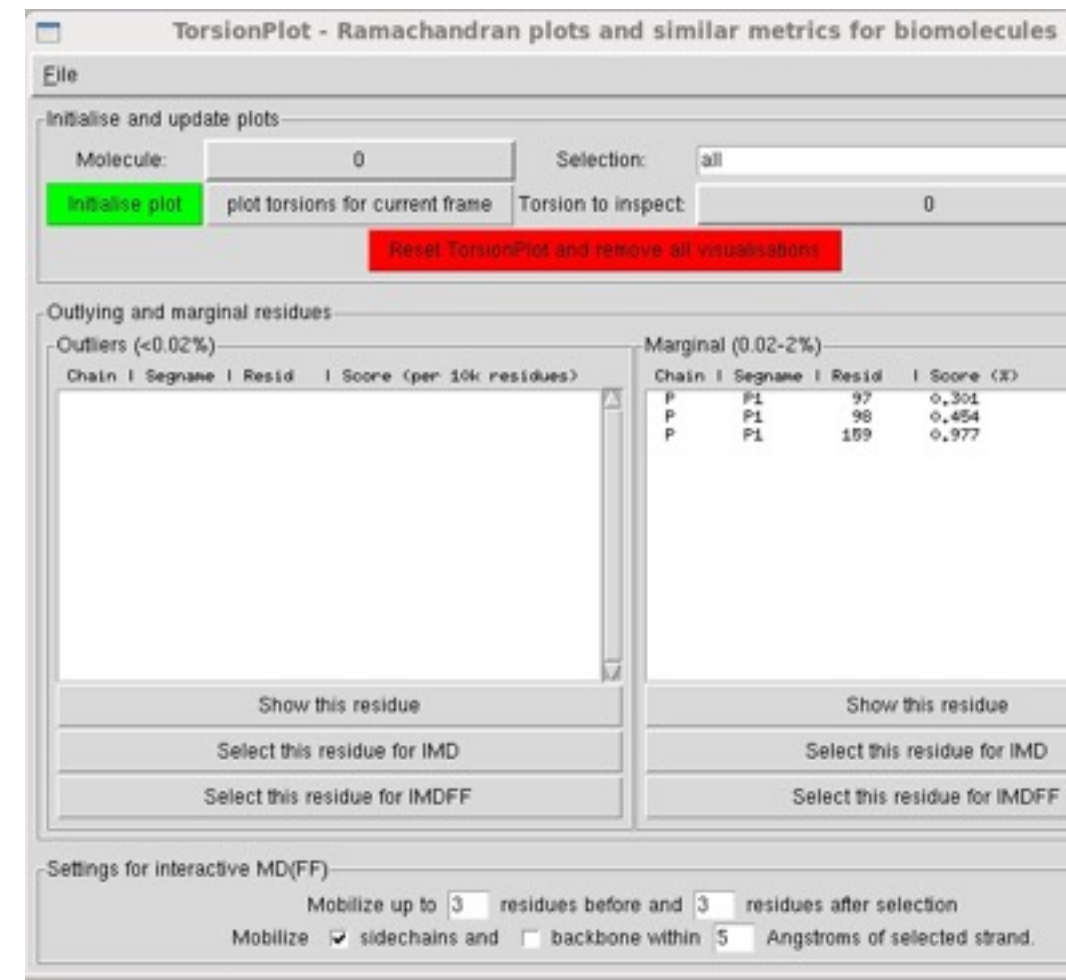 TorsionPlot - Ramachandran plots and similar metrics for biomolecules
File
Initialise and update plots
Molecule: 0 Selection: all
Initialise plot plot torsions for current frame Torsion to inspect: 0
Reset TorsionPlot and remove all visualisations
Outlying and marginal residues
Outliers (<0.02%) Marginal (0.02-2%)
Chain | Segname | Resid | Score (per 10k residues) Chain | Segname | Resid | Score (%)
P P1 97 0.301
P P1 98 0.454
P P1 159 0.977
Show this residue Show this residue
Select this residue for IMD Select this residue for IMD
Select this residue for IMDFF Select this residue for IMDFF
Settings for interactive MD(FF)
Mobilize up to 3 residues before and 3 residues after selection
Mobilize sidechains and backbone within 5 Angstroms of selected strand.